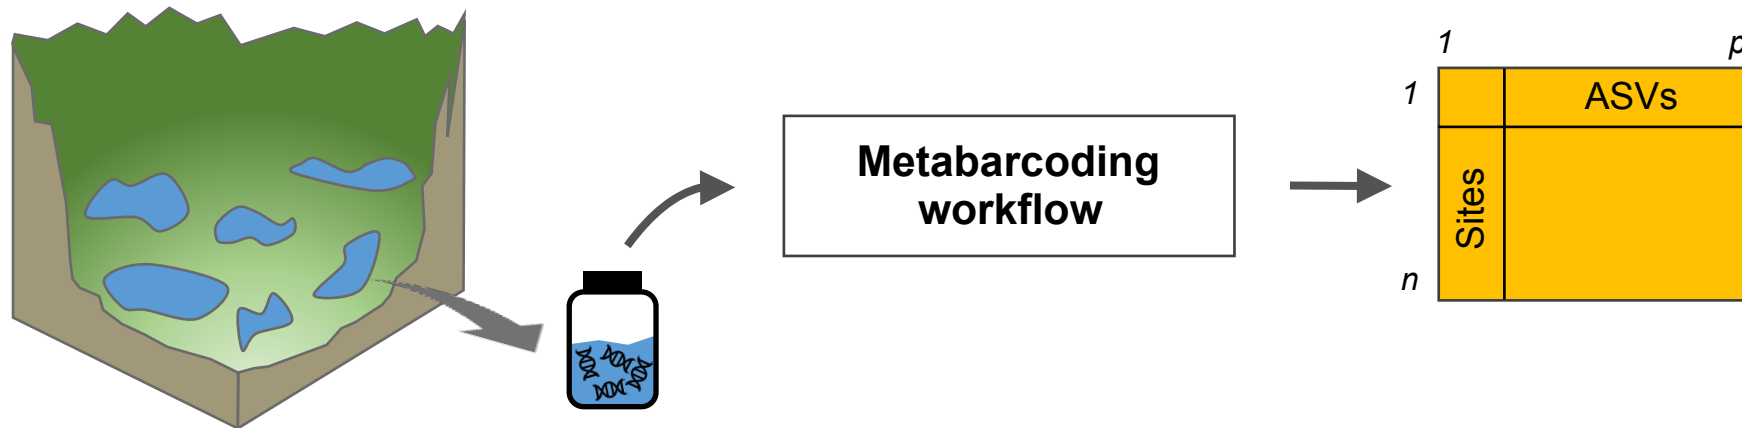 1 p
1 ASVs
Metabarcoding
workflow
Sites
n